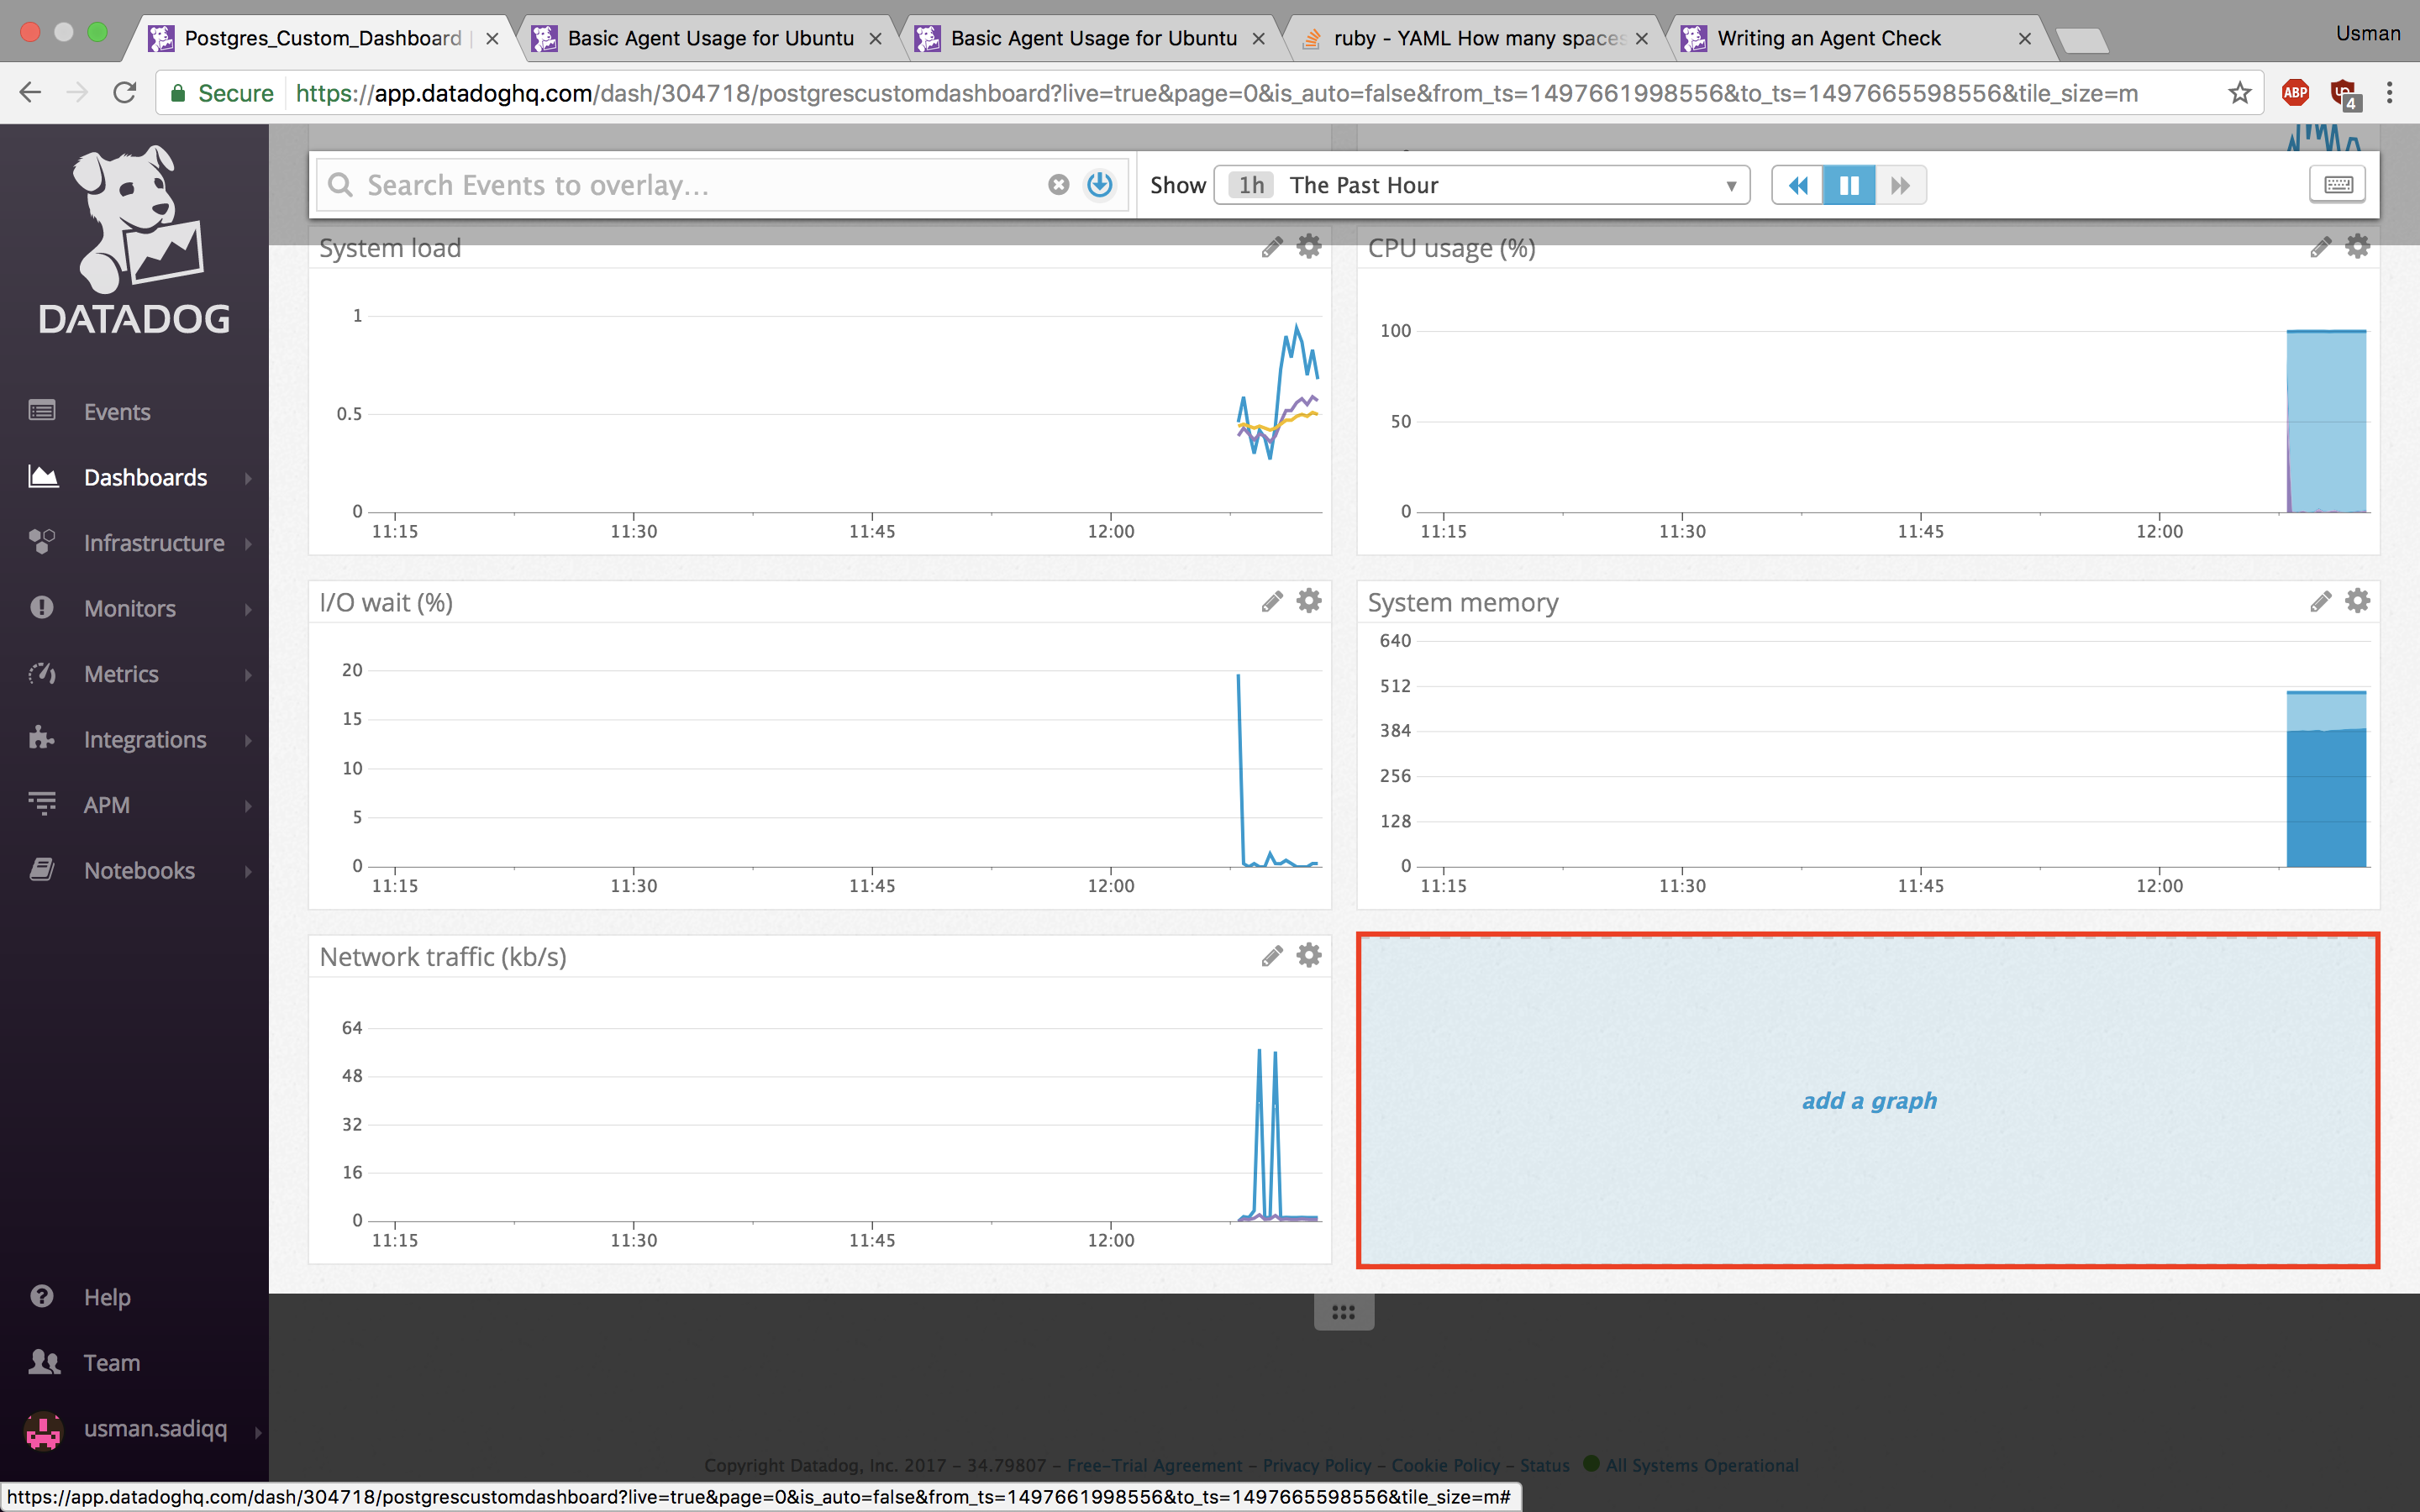 Postgres_Custom_Dashboard
Basic Agent Usage for Ubuntu
Basic Agent Usage for Ubuntu
ruby - YAML How many spaces
Writing an Agent Check
Usman
Secure
https://app.datadoghq.com/dash/304718/postgrescustomdashboard?live=true&page=0&is_auto=false&from_ts=1497661998556&to_ts=1497665598556&tile_size=m
ABP
4
DATADOG
Events
Dashboards
Infrastructure
Monitors
Metrics
Integrations
APM
Notebooks
Help
Team
usman.sadiqq
Search Events to overlay...
Show
1h The Past Hour
System load
1
0.5
0
11:15 11:30 11:45 12:00
CPU usage (%)
100
50
0
11:15 11:30 11:45 12:00
I/O wait (%)
20
15
10
5
0
11:15 11:30 11:45 12:00
System memory
640
512
384
256
128
0
11:15 11:30 11:45 12:00
Network traffic (kb/s)
64
48
32
16
0
11:15 11:30 11:45 12:00
add a graph
Copyright Datadog, Inc. 2017 - 34.79807 - Free-Trial Agreement - Privacy Policy - Cookie Policy - Status All Systems Operational
https://app.datadoghq.com/dash/304718/postgrescustomdashboard?live=true&page=0&is_auto=false&from_ts=1497661998556&to_ts=1497665598556&tile_size=m#